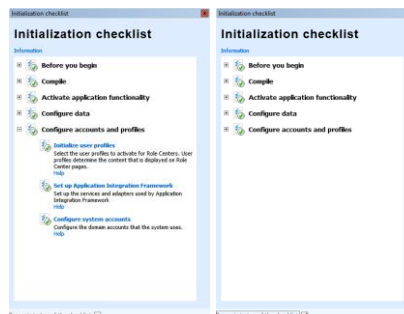 Initialization checklist
Initialization checklist
Information
Before you begin
Compile
Activate application functionality
Configure data
Configure accounts and profiles
Initialize user profiles
Select the user profiles to activate for Role Centers. User
profiles determine the content that is displayed on Role
Center pages.
Help
Set up Application Integration Framework
Set up the services and adapters used by Application
Integration Framework
Help
Configure system accounts
Configure the domain accounts that the system uses.
Help
Initialization checklist
Initialization checklist
Information
Before you begin
Compile
Activate application functionality
Configure data
Configure accounts and profiles